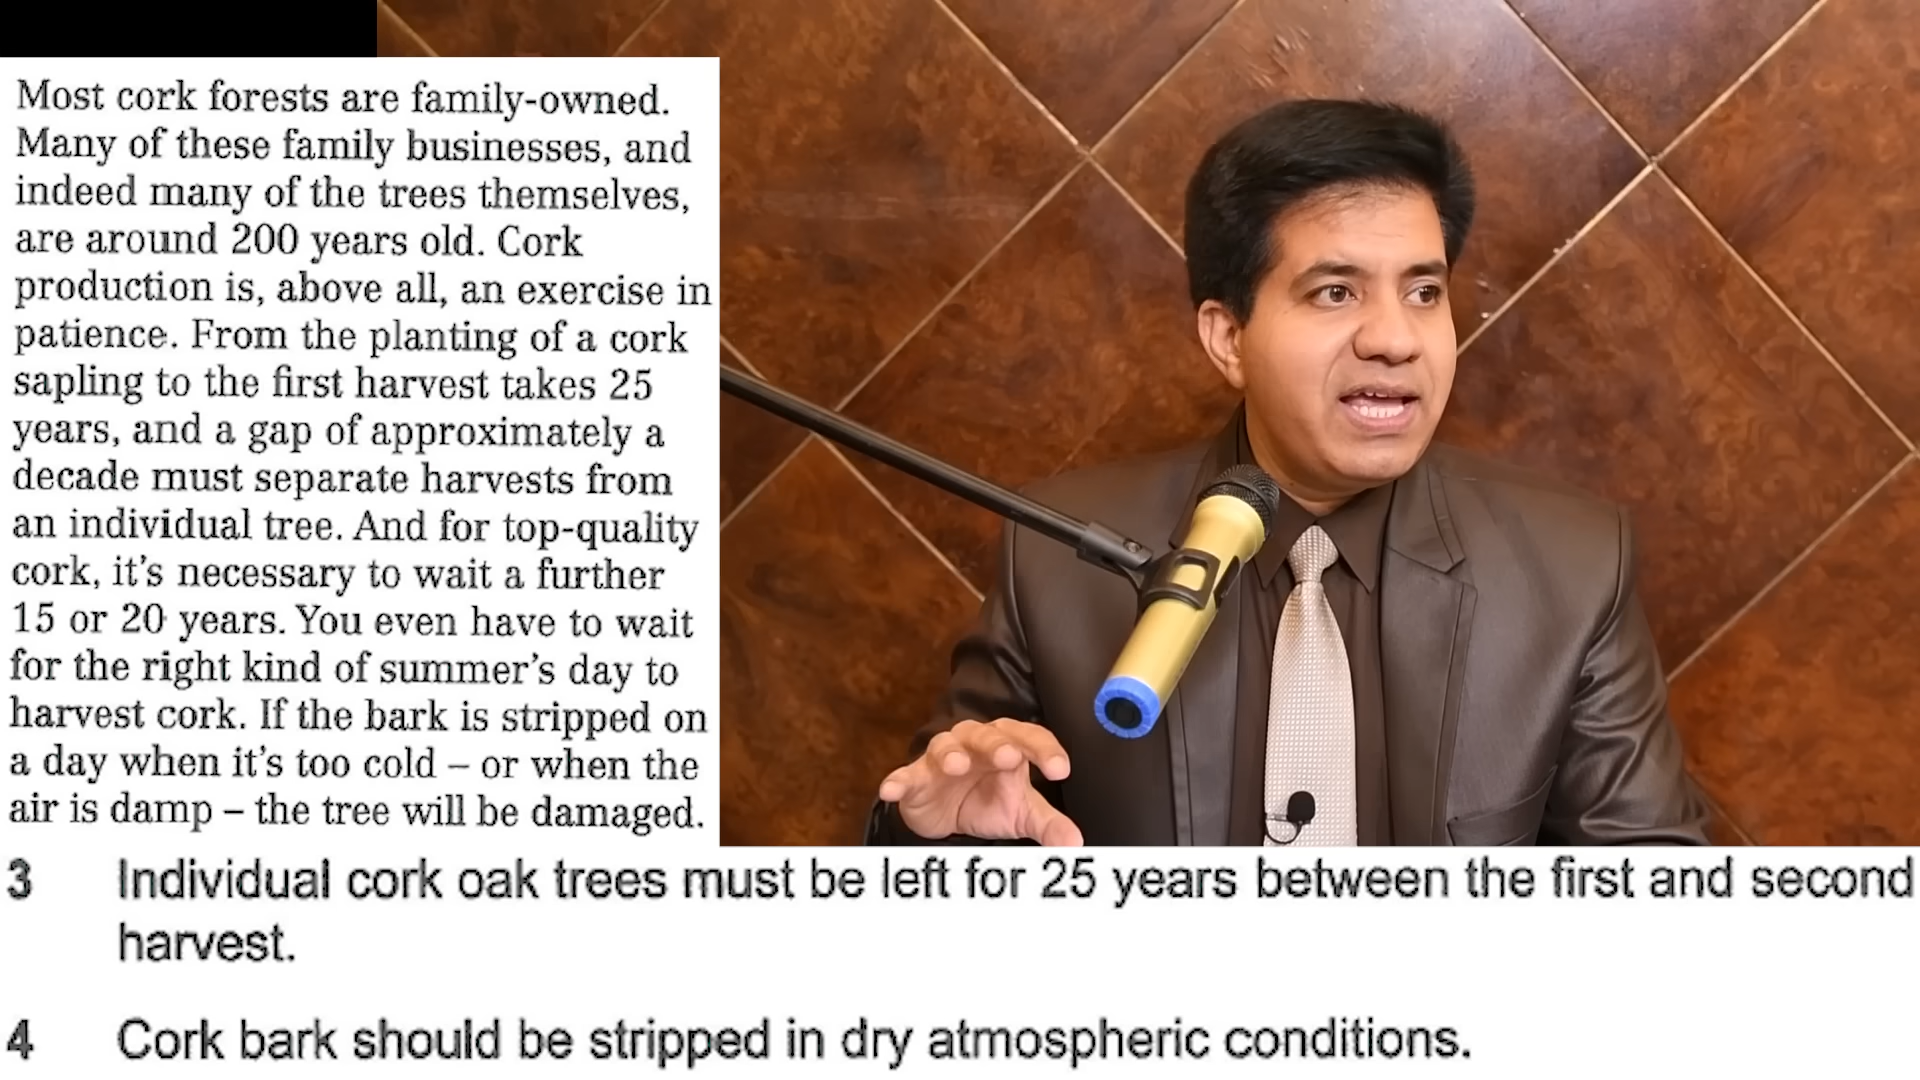 Most cork forests are family-owned.
Many of these family businesses, and
indeed many of the trees themselves,
are around 200 years old. Cork
production is, above all, an exercise in
patience. From the planting of a cork
sapling to the first harvest takes 25
years, and a gap of approximately a
decade must separate harvests from
an individual tree. And for top-quality
cork, it's necessary to wait a further
15 or 20 years. You even have to wait
for the right kind of summer's day to
harvest cork. If the bark is stripped on
a day when it's too cold – or when the
air is damp – the tree will be damaged.
3 Individual cork oak trees must be left for 25 years between the first and second
harvest.
4 Cork bark should be stripped in dry atmospheric conditions.